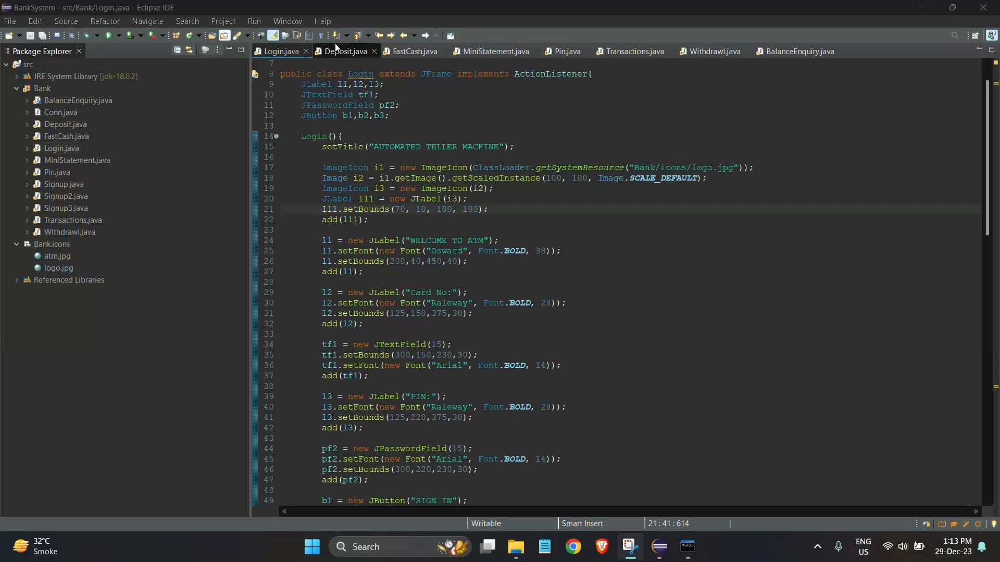 BankSystem - src/Bank/Login.java - Eclipse IDE
File Edit Source Refactor Navigate Search Project Run Window Help
Package Explorer
Login.java Deposit.java FastCash.java MiniStatement.java Pin.java Transactions.java Withdrawl.java BalanceEnquiry.java
src
JRE System Library [jdk-18.0.2]
Bank
BalanceEnquiry.java
Conn.java
Deposit.java
FastCash.java
Login.java
MiniStatement.java
Pin.java
Signup.java
Signup2.java
Signup3.java
Transactions.java
Withdrawl.java
Bank.icons
atm.jpg
logo.jpg
Referenced Libraries
7
8 public class Login extends JFrame implements ActionListener{
9 JLabel l1,l2,l3;
10 JTextField tf1;
11 JPasswordField pf2;
12 JButton b1,b2,b3;
13
14 Login(){
15 setTitle("AUTOMATED TELLER MACHINE");
16
17 ImageIcon i1 = new ImageIcon(ClassLoader.getSystemResource("Bank/icons/logo.jpg"));
18 Image i2 = i1.getImage().getScaledInstance(100, 100, Image.SCALE_DEFAULT);
19 ImageIcon i3 = new ImageIcon(i2);
20 JLabel l11 = new JLabel(i3);
21 l11.setBounds(70, 10, 100, 100);
22 add(l11);
23
24 l1 = new JLabel("WELCOME TO ATM");
25 l1.setFont(new Font("Osward", Font.BOLD, 38));
26 l1.setBounds(200,40,450,40);
27 add(l1);
28
29 l2 = new JLabel("Card No:");
30 l2.setFont(new Font("Raleway", Font.BOLD, 28));
31 l2.setBounds(125,150,375,30);
32 add(l2);
33
34 tf1 = new JTextField(15);
35 tf1.setBounds(300,150,230,30);
36 tf1.setFont(new Font("Arial", Font.BOLD, 14));
37 add(tf1);
38
39 l3 = new JLabel("PIN:");
40 l3.setFont(new Font("Raleway", Font.BOLD, 28));
41 l3.setBounds(125,220,375,30);
42 add(l3);
43
44 pf2 = new JPasswordField(15);
45 pf2.setFont(new Font("Arial", Font.BOLD, 14));
46 pf2.setBounds(300,220,230,30);
47 add(pf2);
48
49 b1 = new JButton("SIGN IN");
Writable Smart Insert 21 : 41 : 614
32°C
Smoke
Search
MySQL
ENG
US
1:13 PM
29-Dec-23